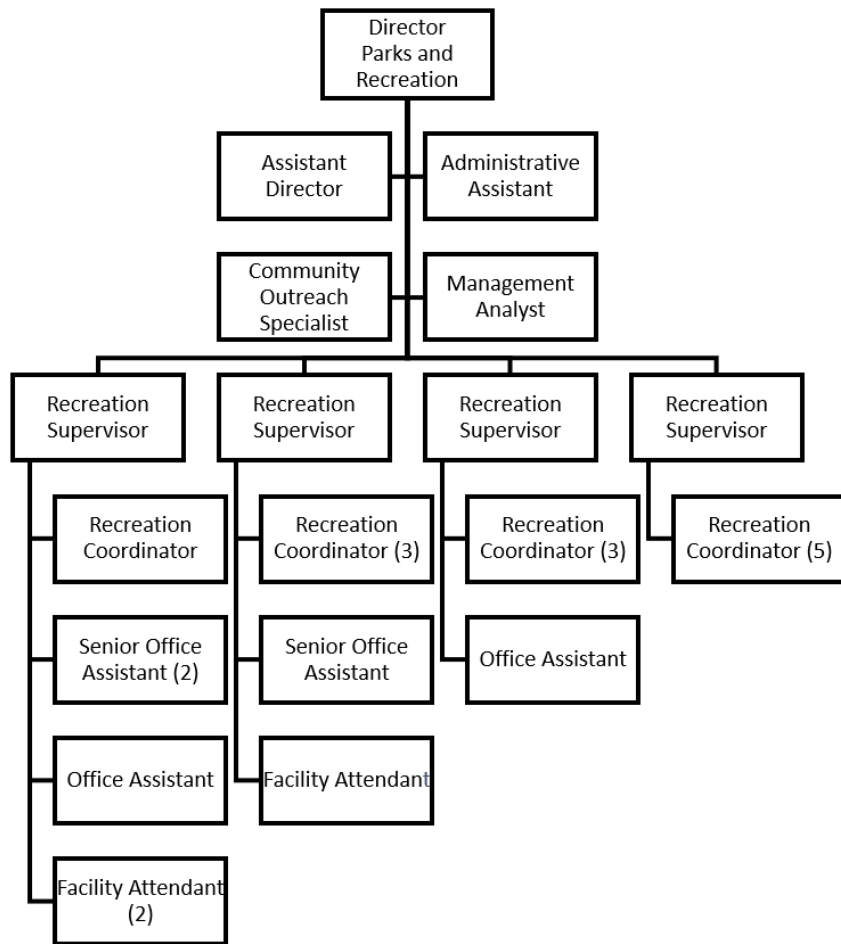 Director
Parks and
Recreation
Assistant
Director
Administrative
Assistant
Community
Outreach
Specialist
Management
Analyst
Recreation
Supervisor
Recreation
Supervisor
Recreation
Supervisor
Recreation
Supervisor
Recreation
Coordinator
Recreation
Coordinator (3)
Recreation
Coordinator (3)
Recreation
Coordinator (5)
Senior Office
Assistant (2)
Senior Office
Assistant
Office Assistant
Office Assistant
Facility Attendant
Facility Attendant
(2)